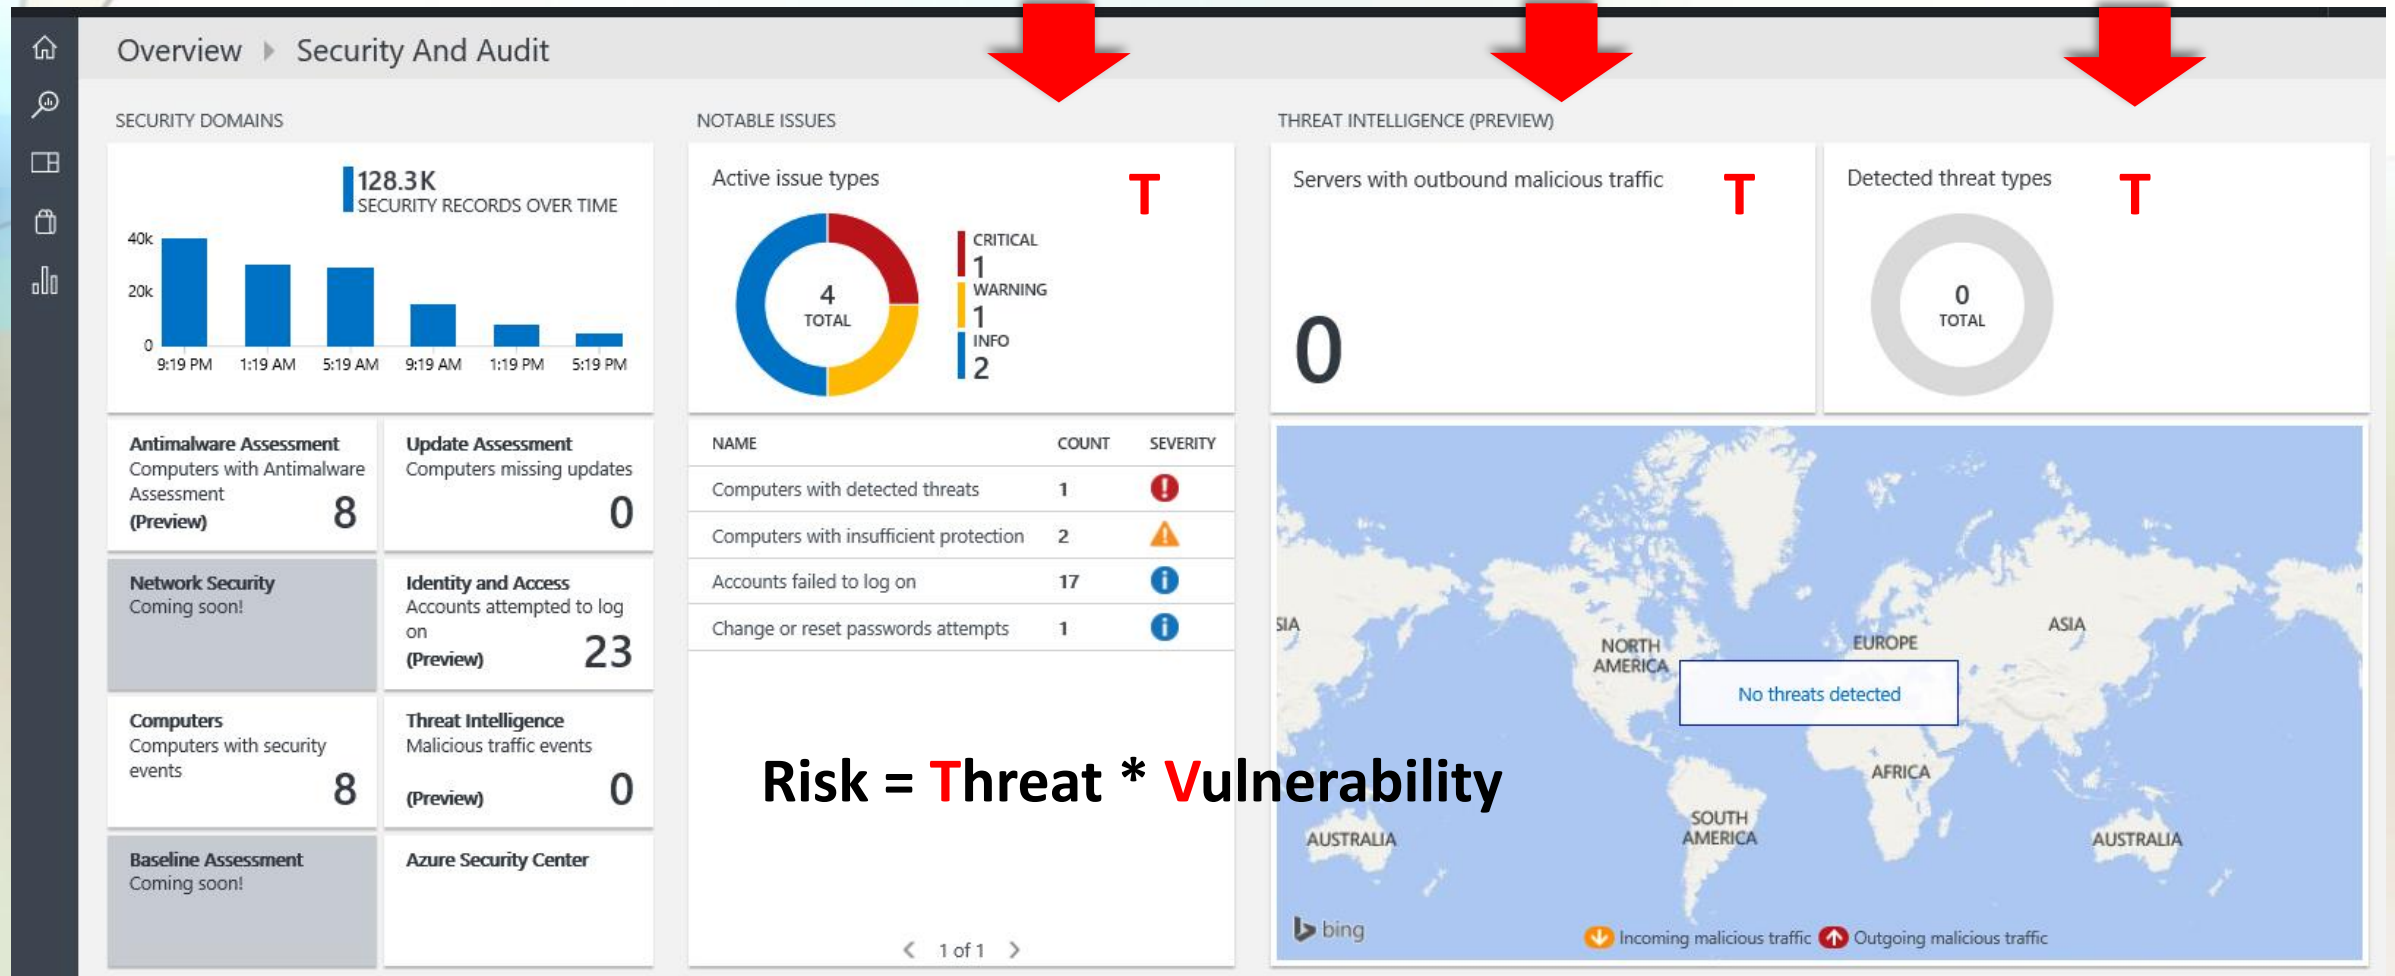 Overview Security And Audit
SECURITY DOMAINS
128.3K
SECURITY RECORDS OVER TIME
40k
20k
0
9:19 PM 1:19 AM 5:19 AM 9:19 AM 1:19 PM 5:19 PM
Antimalware Assessment
Computers with Antimalware
Assessment
(Preview)
8
Update Assessment
Computers missing updates
0
Network Security
Coming soon!
Identity and Access
Accounts attempted to log
on
(Preview)
23
Computers
Computers with security
events
8
Threat Intelligence
Malicious traffic events
(Preview)
0
Baseline Assessment
Coming soon!
Azure Security Center
NOTABLE ISSUES
Active issue types
T
4
TOTAL
CRITICAL
1
WARNING
1
INFO
2
NAME COUNT SEVERITY
Computers with detected threats 1
Computers with insufficient protection 2
Accounts failed to log on 17
Change or reset passwords attempts 1
Risk = Threat * Vulnerability
< 1 of 1 >
THREAT INTELLIGENCE (PREVIEW)
Servers with outbound malicious traffic
T
0
Detected threat types
T
0
TOTAL
SIA
NORTH
AMERICA
EUROPE
ASIA
No threats detected
AFRICA
SOUTH
AMERICA
AUSTRALIA
AUSTRALIA
bing
Incoming malicious traffic Outgoing malicious traffic